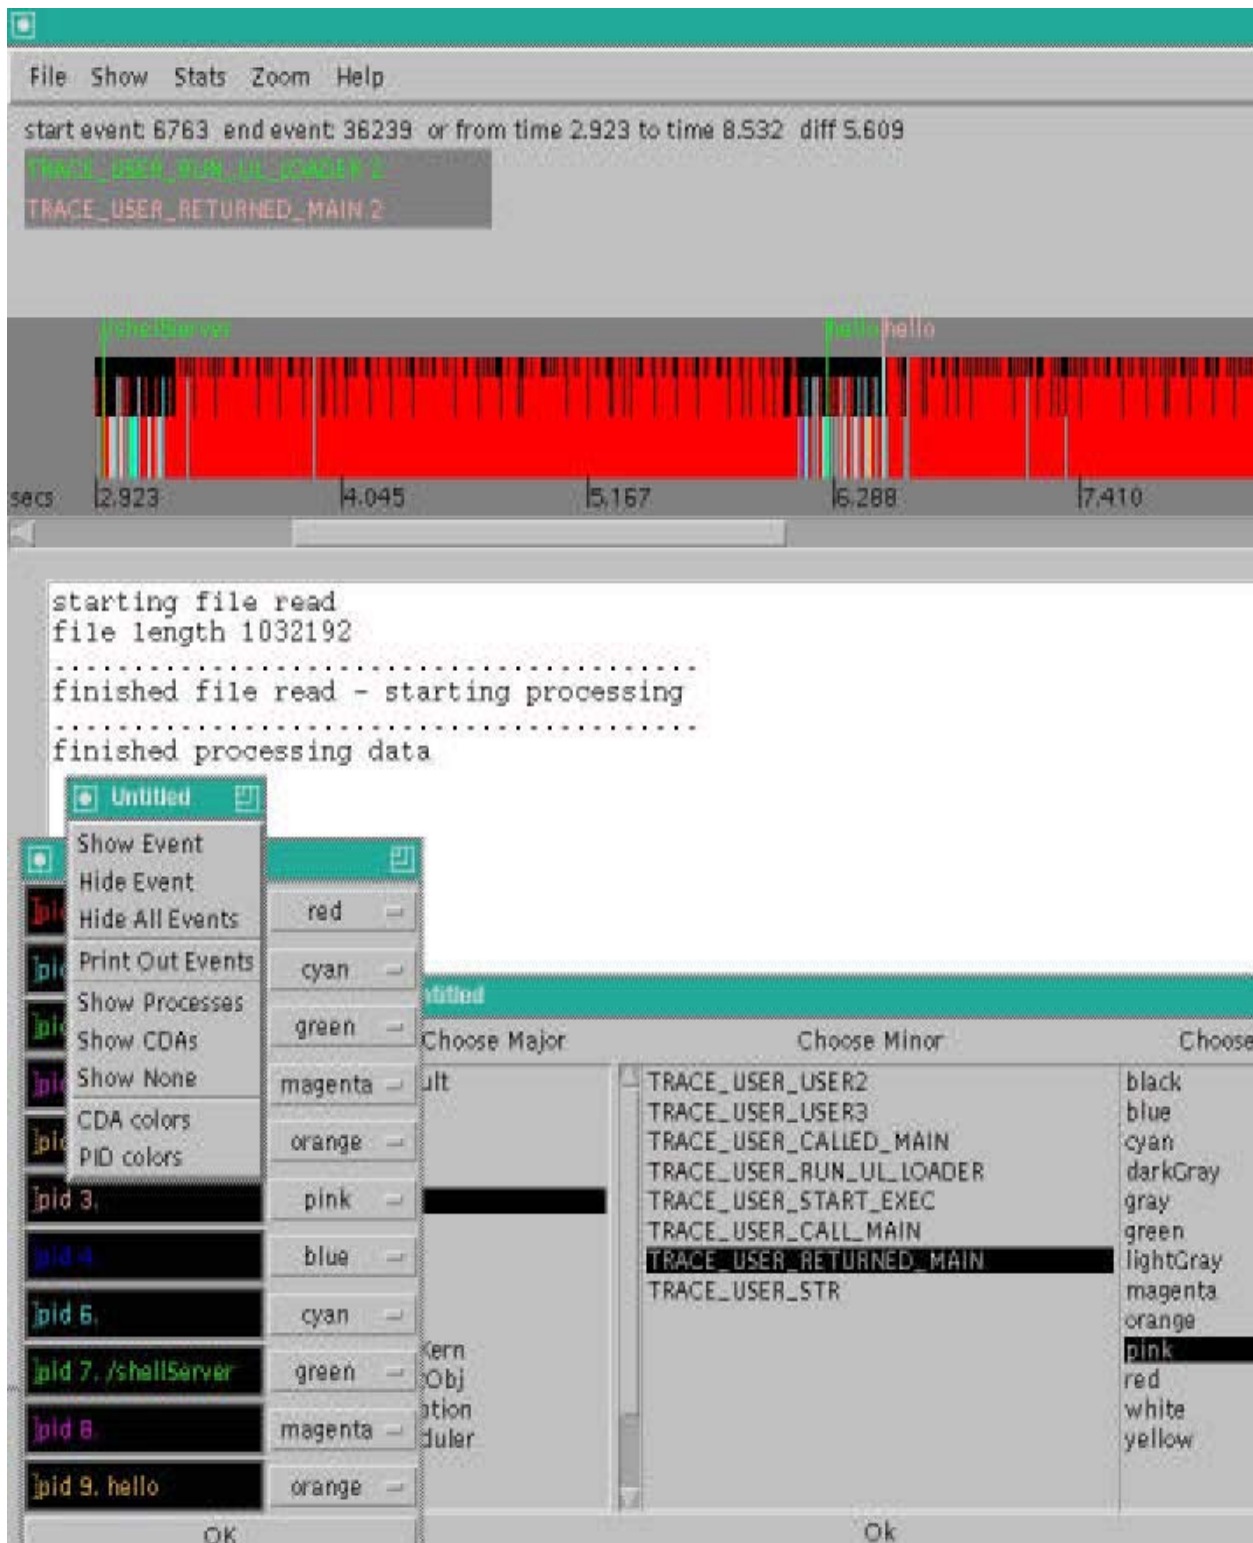 File Show Stats Zoom Help
start event: 6763 end event: 36239 or from time 2.923 to time 8.532 diff 5.609
TRACE_USER_RUN_UL_LOADER 2
TRACE_USER_RETURNED_MAIN 2
/shellServer hello hello
secs 2.923 4.045 5.167 6.288 7.410
starting file read
file length 1032192
finished file read - starting processing
finished processing data
Untitled
Show Event
Hide Event
Hide All Events
Print Out Events
Show Processes
Show CDAs
Show None
CDA colors
PID colors
red
cyan
green
magenta
orange
pid 3. pink
pid 4. blue
pid 6. cyan
pid 7. /shellServer green
pid 8. magenta
pid 9. hello orange
OK
Choose Major
Choose Minor
TRACE_USER_USER2
TRACE_USER_USER3
TRACE_USER_CALLED_MAIN
TRACE_USER_RUN_UL_LOADER
TRACE_USER_START_EXEC
TRACE_USER_CALL_MAIN
TRACE_USER_RETURNED_MAIN
TRACE_USER_STR
Choose
black
blue
cyan
darkGray
gray
green
lightGray
magenta
orange
pink
red
white
yellow
Ok